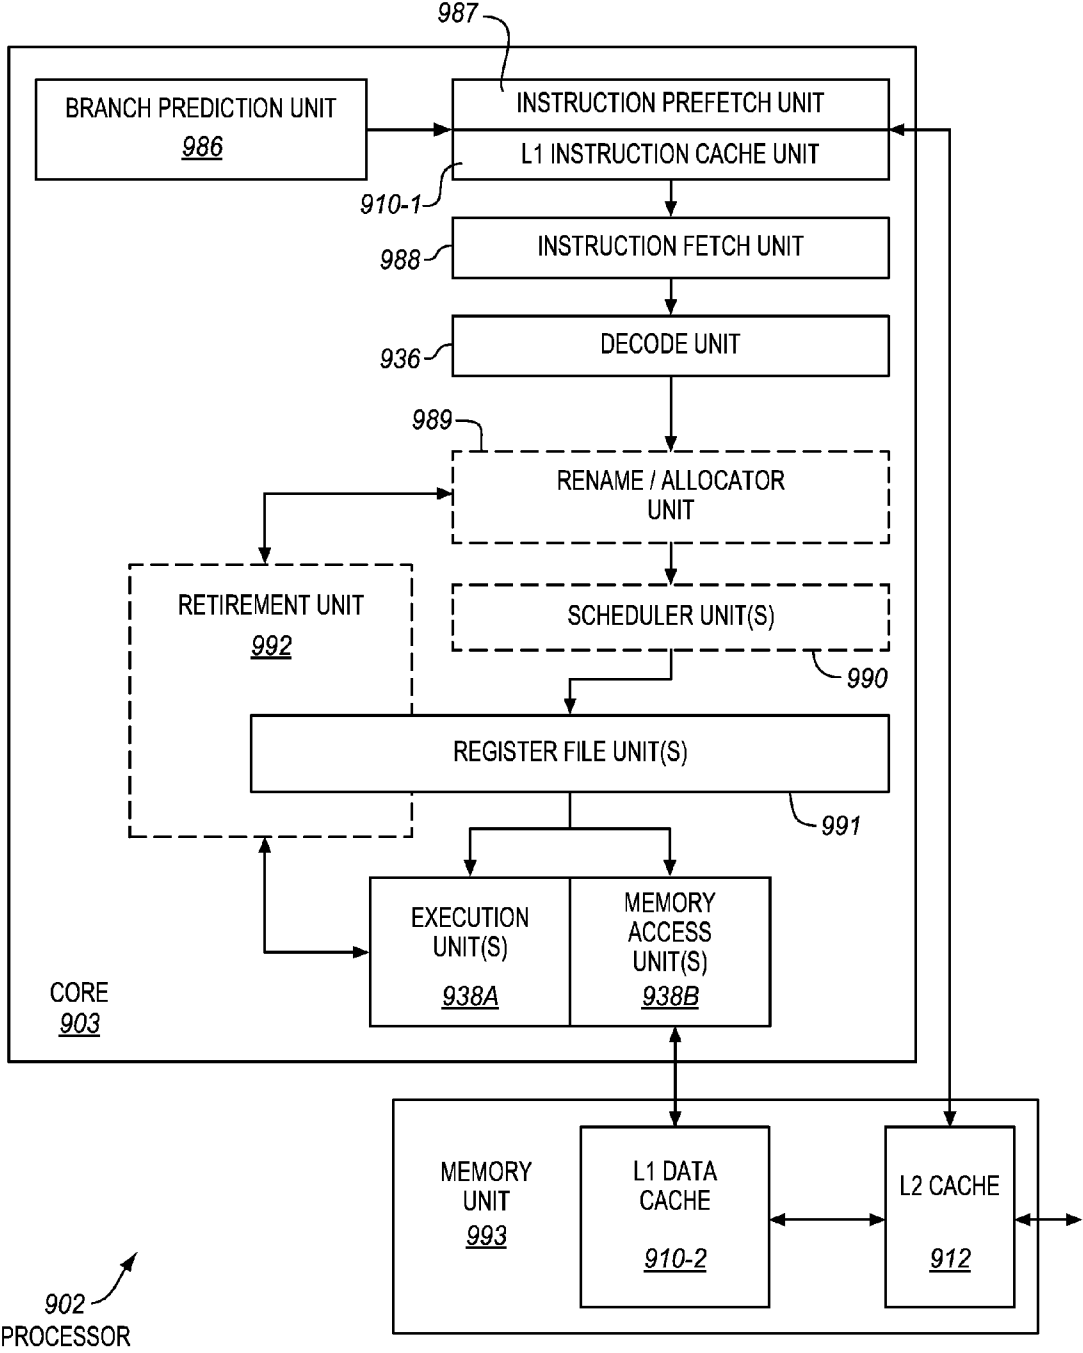 987
BRANCH PREDICTION UNIT
986
INSTRUCTION PREFETCH UNIT
L1 INSTRUCTION CACHE UNIT
910-1
INSTRUCTION FETCH UNIT
988
DECODE UNIT
936
989
RENAME / ALLOCATOR
UNIT
RETIREMENT UNIT
992
SCHEDULER UNIT(S)
990
REGISTER FILE UNIT(S)
991
EXECUTION
UNIT(S)
938A
MEMORY
ACCESS
UNIT(S)
938B
CORE
903
MEMORY
UNIT
993
L1 DATA
CACHE
910-2
L2 CACHE
912
902
PROCESSOR